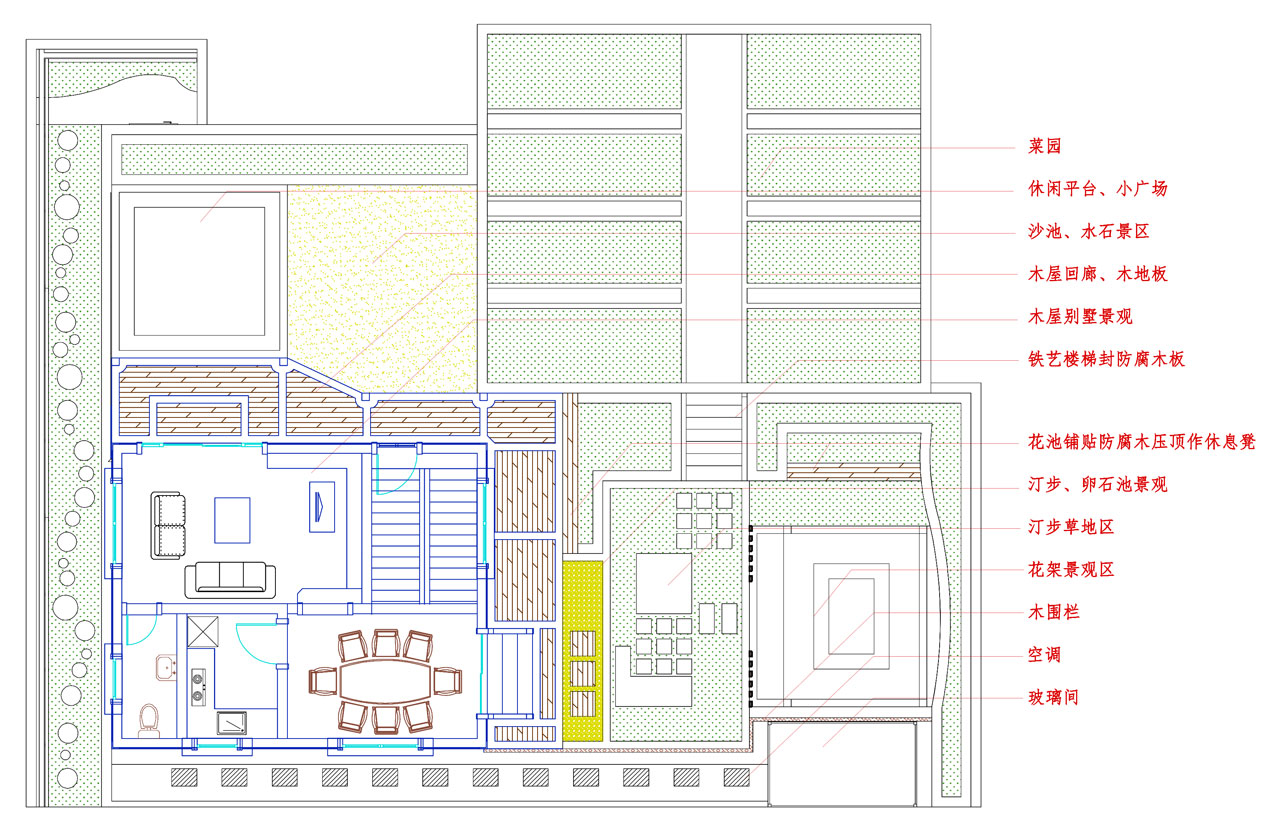 菜园
休闲平台、小广场
沙池、水石景区
木屋回廊、木地板
木屋别墅景观
铁艺楼梯封防腐木板
花池铺贴防腐木压顶作休息凳
汀步、卵石池景观
汀步草地区
花架景观区
木围栏
空调
玻璃间